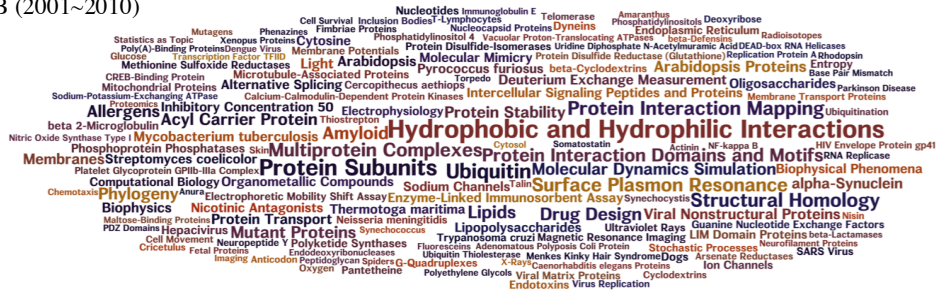 B (2001~2010)
Nucleotides Immunoglobulin E
Cell Survival Inclusion Bodies T-Lymphocytes Telomerase Amaranthus
Mutagens Phenazines Fimbriae Proteins Nucleocapsid Proteins Dyneins Phosphatidylinositols Deoxyribose
Statistics as Topic Xenopus Proteins Cytosine Phosphatidylinositol 4 Vacuolar Proton-Translocating ATPases beta-Defensins Endoplasmic Reticulum Radioisotopes
Poly(A)-Binding Proteins Dengue Virus Membrane Potentials Protein Disulfide-Isomerases Uridine Diphosphate N-Acetylmuramic Acid DEAD-box RNA Helicases
Glucose Transcription Factor TFIID Light Arabidopsis Molecular Mimicry Protein Disulfide Reductase (Glutathione) Replication Protein A Rhodopsin
Methionine Sulfoxide Reductases Pyrococcus furiosus beta-Cyclodextrins Arabidopsis Proteins Entropy
CREB-Binding Protein Microtubule-Associated Proteins Torpedo Base Pair Mismatch
Mitochondrial Proteins Alternative Splicing Cercopithecus aethiops Deuterium Exchange Measurement Oligosaccharides Parkinson Disease
Sodium-Potassium-Exchanging ATPase Calcium-Calmodulin-Dependent Protein Kinases Intercellular Signaling Peptides and Proteins Membrane Transport Proteins
Proteomics Inhibitory Concentration 50 Electrophysiology Protein Stability Protein Interaction Mapping Ubiquitination
Allergens Acyl Carrier Protein Thiostrepton
beta 2-Microglobulin Amyloid Hydrophobic and Hydrophilic Interactions
Nitric Oxide Synthase Type I Mycobacterium tuberculosis
Phosphoprotein Phosphatases Skin Multiprotein Complexes Cytosol Somatostatin Actinin NF-kappa B HIV Envelope Protein gp41
Membranes Streptomyces coelicolor Protein Interaction Domains and Motifs RNA Replicase
Platelet Glycoprotein GPIIb-IIIa Complex Protein Subunits Ubiquitin Molecular Dynamics Simulation Biophysical Phenomena
Computational Biology Organometallic Compounds Sodium Channels Talin Surface Plasmon Resonance alpha-Synuclein
Chemotaxis Phylogeny Anura Electrophoretic Mobility Shift Assay Enzyme-Linked Immunosorbent Assay Synechocystis Structural Homology
Biophysics Nicotinic Antagonists Thermotoga maritima Lipids Drug Design Viral Nonstructural Proteins Nisin
Maltose-Binding Proteins Protein Transport Neisseria meningitidis Lipopolysaccharides Ultraviolet Rays Guanine Nucleotide Exchange Factors
PDZ Domains Hepacivirus Mutant Proteins Synechococcus Trypanosoma cruzi Magnetic Resonance Imaging LIM Domain Proteins beta-Lactamases
Cell Movement Neuropeptide Y Polyketide Synthases Fluoresceins Adenomatous Polyposis Coli Protein Stochastic Processes Neurofilament Proteins
Cricetulus Fetal Proteins Endodeoxyribonucleases Ubiquitin Thiolesterase Menkes Kinky Hair Syndrome Dogs Arsenate Reductases SARS Virus
Imaging Anticodon Peptidoglycan Spiders G-Quadruplexes X-Rays Caenorhabditis elegans Proteins Ion Channels
Oxygen Pantetheine Polyethylene Glycols Viral Matrix Proteins Cyclodextrins
Endotoxins Virus Replication